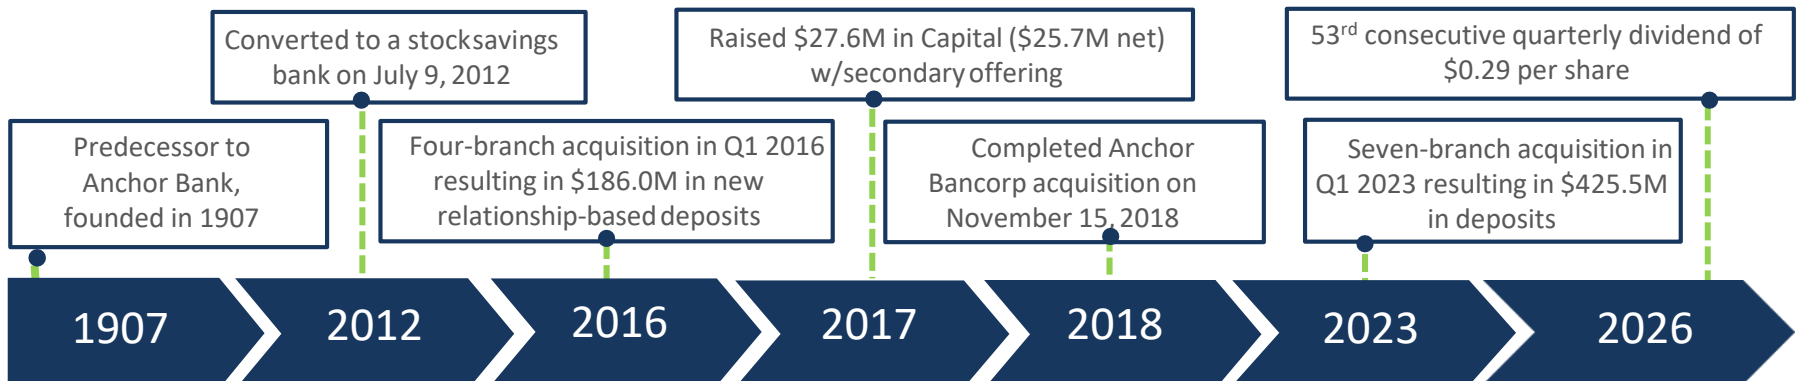 Converted to a stock savings
bank on July 9, 2012
Raised $27.6M in Capital ($25.7M net)
w/secondary offering
53rd consecutive quarterly dividend of
$0.29 per share
Predecessor to
Anchor Bank,
founded in 1907
Four-branch acquisition in Q1 2016
resulting in $186.0M in new
relationship-based deposits
Completed Anchor
Bancorp acquisition on
November 15, 2018
Seven-branch acquisition in
Q1 2023 resulting in $425.5M
in deposits
1907
2012
2016
2017
2018
2023
2026